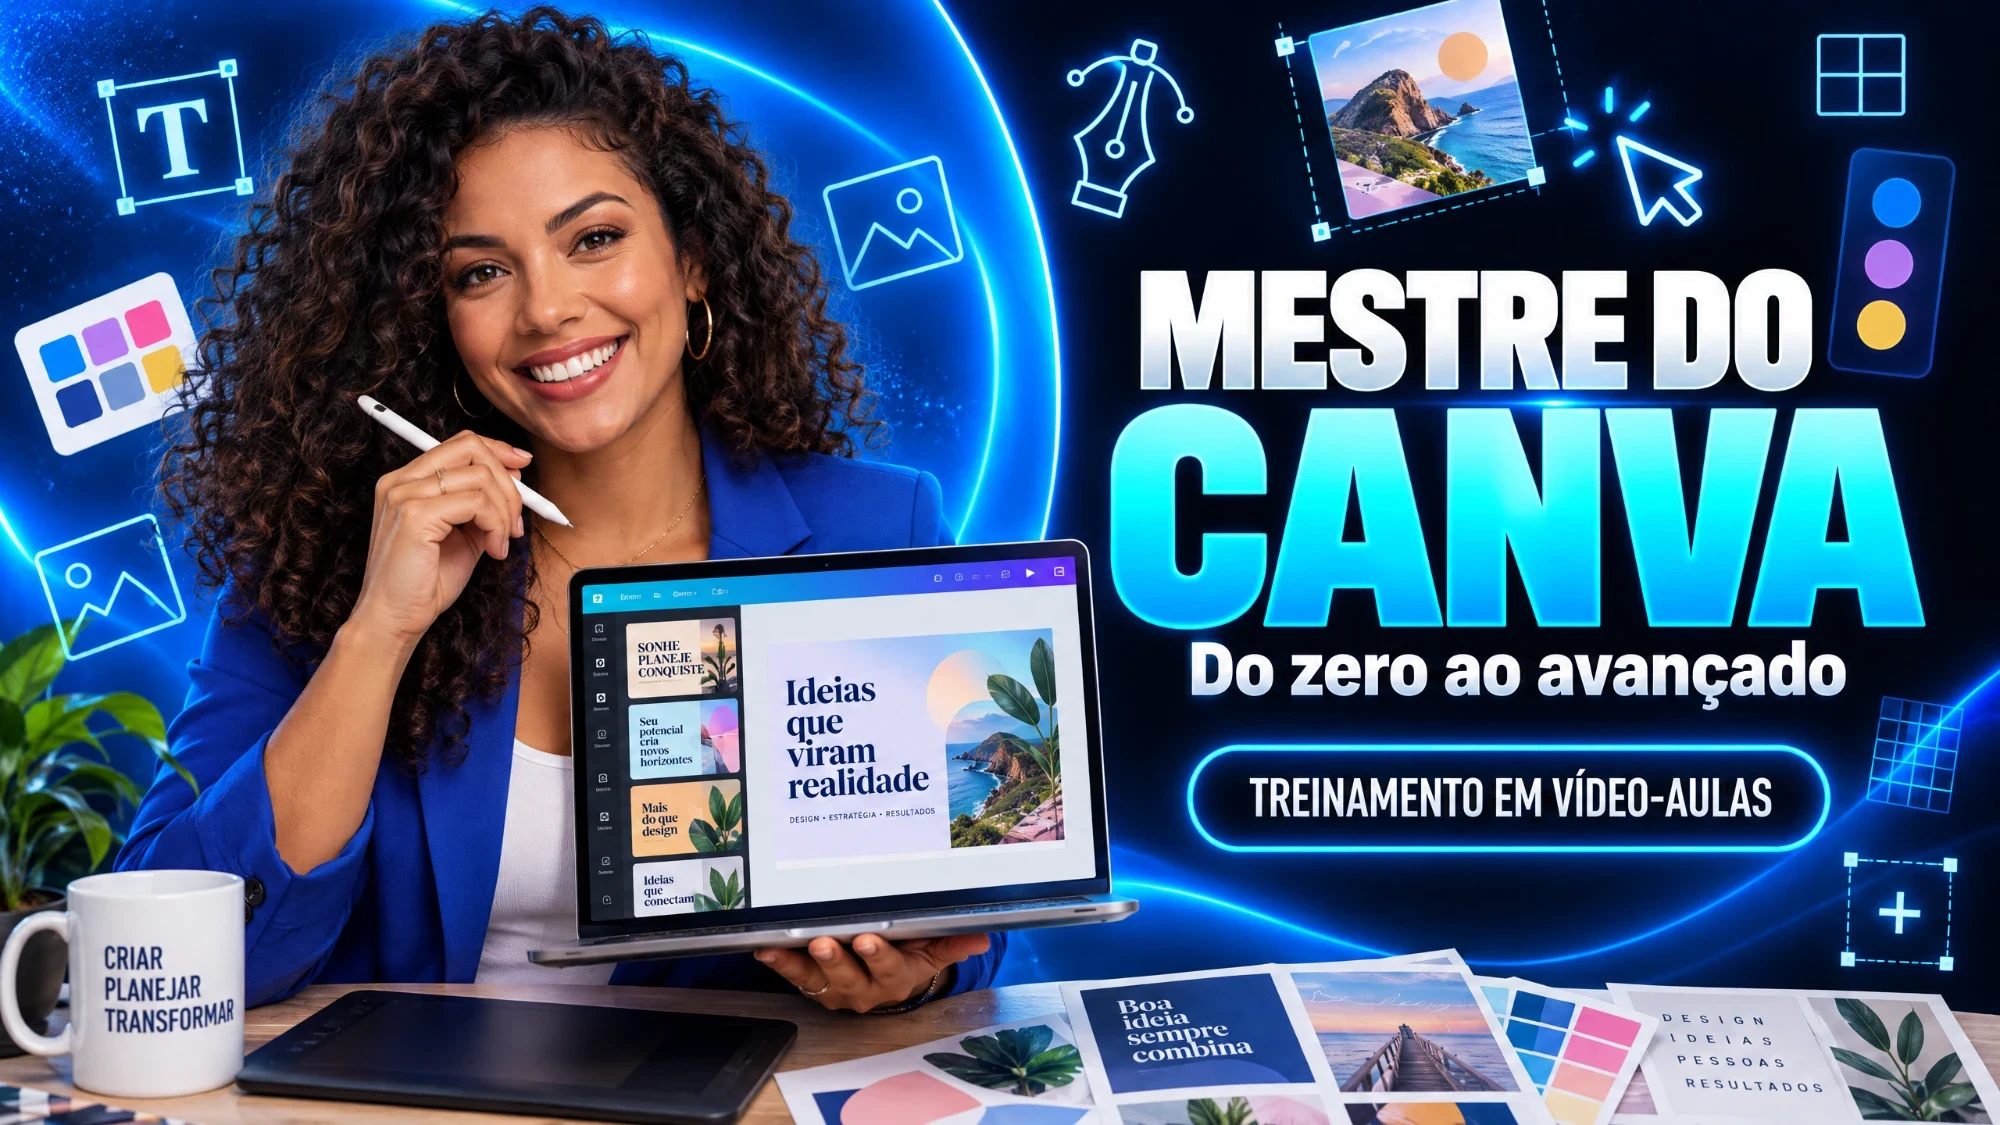 T
MESTRE DO
CANVA
Do zero ao avançado
TREINAMENTO EM VÍDEO-AULAS
SONHE
PLANEJE
CONQUISTE
Seu
potencial
cria
novos
horizontes
Mais
do que
design
Ideias
que
conectam
Ideias
que
viram
realidade
DESIGN • ESTRATÉGIA • RESULTADOS
CRIAR
PLANEJAR
TRANSFORMAR
Boa
ideia
sempre
combina
DESIGN
IDEIAS
PESSOAS
RESULTADOS